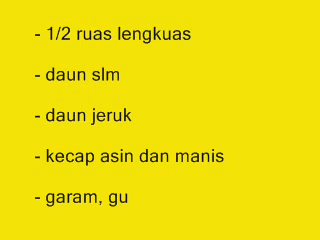 - 1/2 ruas lengkuas
- daun slm
- daun jeruk
- kecap asin dan manis
- garam, gu